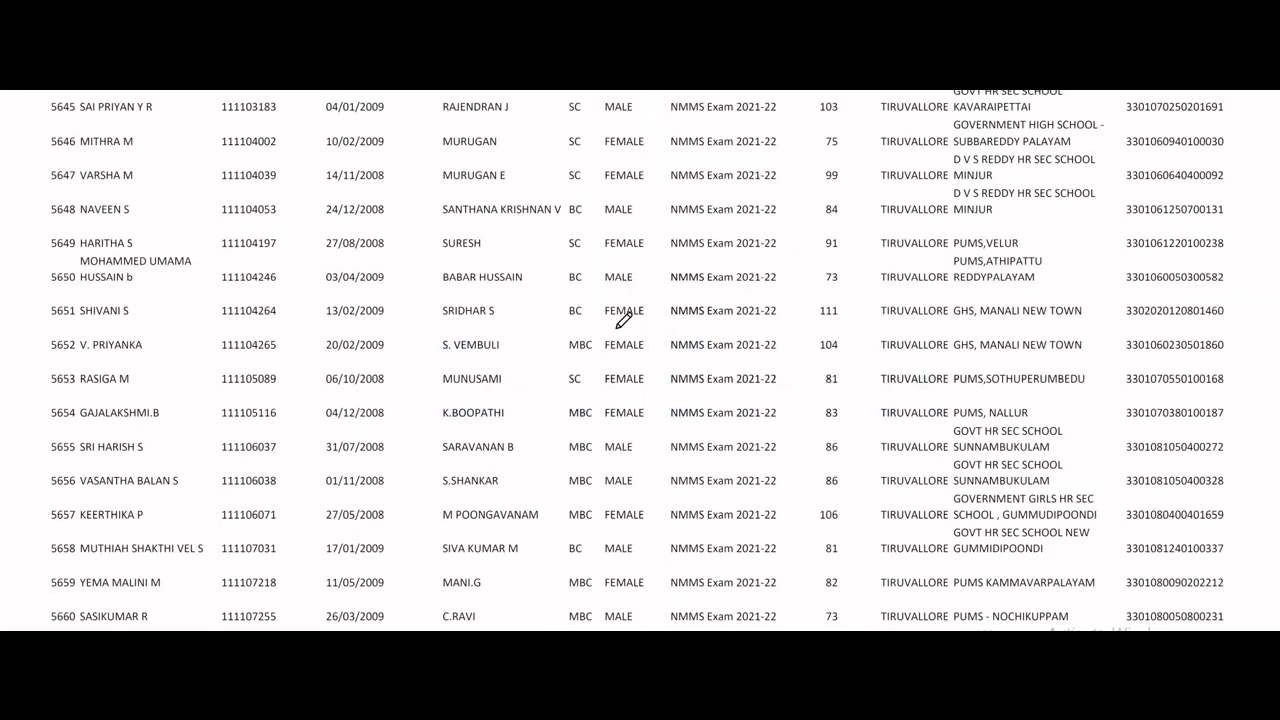 GOVT HR SEC SCHOOL
5645 SAI PRIYAN Y R 111103183 04/01/2009 RAJENDRAN J SC MALE NMMS Exam 2021-22 103 TIRUVALLORE KAVARAIPETTAI 3301070250201691
GOVERNMENT HIGH SCHOOL -
5646 MITHRA M 111104002 10/02/2009 MURUGAN SC FEMALE NMMS Exam 2021-22 75 TIRUVALLORE SUBBAREDDY PALAYAM 3301060940100030
D V S REDDY HR SEC SCHOOL
5647 VARSHA M 111104039 14/11/2008 MURUGAN E SC FEMALE NMMS Exam 2021-22 99 TIRUVALLORE MINJUR 3301060640400092
D V S REDDY HR SEC SCHOOL
5648 NAVEEN S 111104053 24/12/2008 SANTHANA KRISHNAN V BC MALE NMMS Exam 2021-22 84 TIRUVALLORE MINJUR 3301061250700131
5649 HARITHA S 111104197 27/08/2008 SURESH SC FEMALE NMMS Exam 2021-22 91 TIRUVALLORE PUMS,VELUR 3301061220100238
MOHAMMED UMAMA PUMS,ATHIPATTU
5650 HUSSAIN b 111104246 03/04/2009 BABAR HUSSAIN BC MALE NMMS Exam 2021-22 73 TIRUVALLORE REDDYPALAYAM 3301060050300582
5651 SHIVANI S 111104264 13/02/2009 SRIDHAR S BC FEMALE NMMS Exam 2021-22 111 TIRUVALLORE GHS, MANALI NEW TOWN 3302020120801460
5652 V. PRIYANKA 111104265 20/02/2009 S. VEMBULI MBC FEMALE NMMS Exam 2021-22 104 TIRUVALLORE GHS, MANALI NEW TOWN 3301060230501860
5653 RASIGA M 111105089 06/10/2008 MUNUSAMI SC FEMALE NMMS Exam 2021-22 81 TIRUVALLORE PUMS,SOTHUPERUMBEDU 3301070550100168
5654 GAJALAKSHMI.B 111105116 04/12/2008 K.BOOPATHI MBC FEMALE NMMS Exam 2021-22 83 TIRUVALLORE PUMS, NALLUR 3301070380100187
GOVT HR SEC SCHOOL
5655 SRI HARISH S 111106037 31/07/2008 SARAVANAN B MBC MALE NMMS Exam 2021-22 86 TIRUVALLORE SUNNAMBUKULAM 3301081050400272
GOVT HR SEC SCHOOL
5656 VASANTHA BALAN S 111106038 01/11/2008 S.SHANKAR MBC MALE NMMS Exam 2021-22 86 TIRUVALLORE SUNNAMBUKULAM 3301081050400328
GOVERNMENT GIRLS HR SEC
5657 KEERTHIKA P 111106071 27/05/2008 M POONGAVANAM MBC FEMALE NMMS Exam 2021-22 106 TIRUVALLORE SCHOOL , GUMMUDIPOONDI 3301080400401659
GOVT HR SEC SCHOOL NEW
5658 MUTHIAH SHAKTHI VEL S 111107031 17/01/2009 SIVA KUMAR M BC MALE NMMS Exam 2021-22 81 TIRUVALLORE GUMMIDIPOONDI 3301081240100337
5659 YEMA MALINI M 111107218 11/05/2009 MANI.G MBC FEMALE NMMS Exam 2021-22 82 TIRUVALLORE PUMS KAMMAVARPALAYAM 3301080090202212
5660 SASIKUMAR R 111107255 26/03/2009 C.RAVI MBC MALE NMMS Exam 2021-22 73 TIRUVALLORE PUMS - NOCHIKUPPAM 3301080050800231